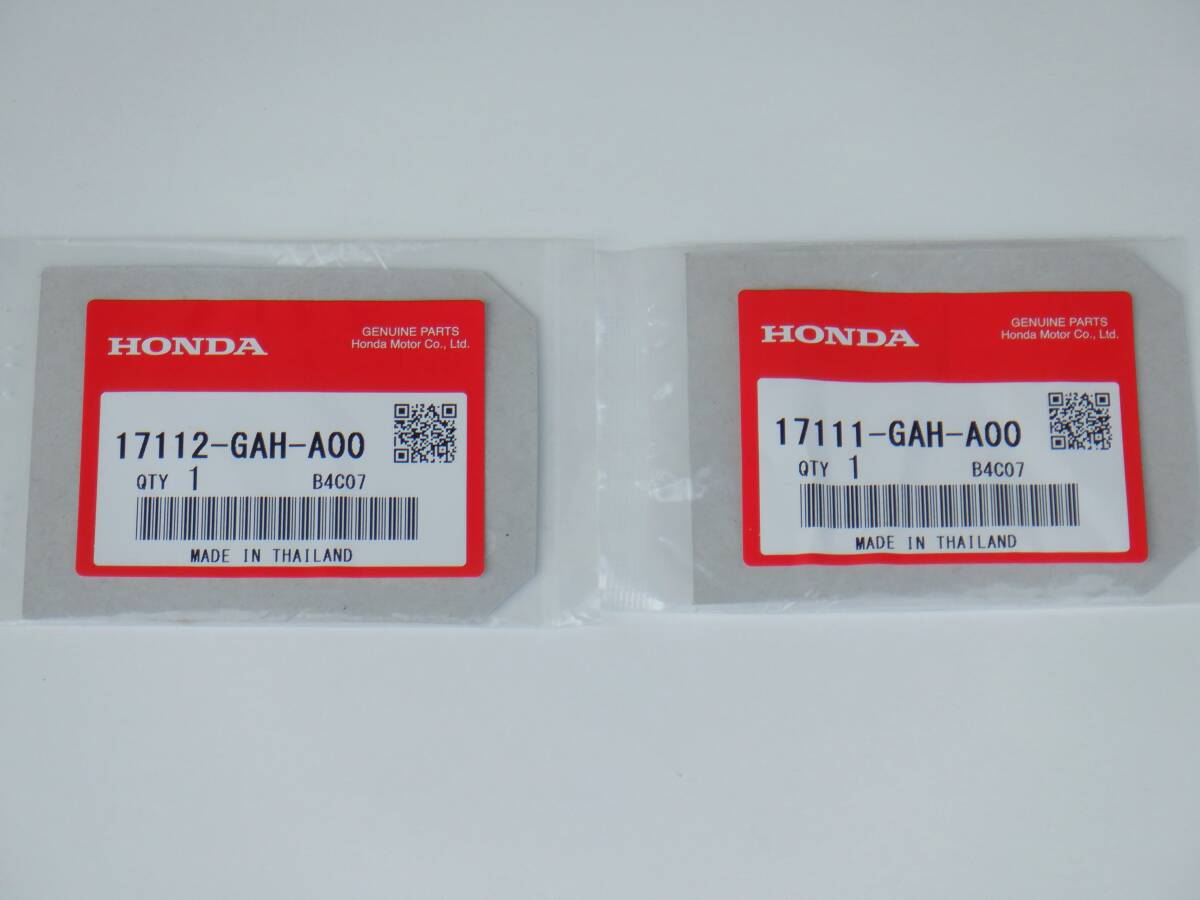 HONDA
GENUINE PARTS
Honda Motor Co., Ltd.
17112-GAH-A00
QTY 1 B4C07
MADE IN THAILAND
HONDA
GENUINE PARTS
Honda Motor Co., Ltd.
17111-GAH-A00
QTY 1 B4C07
MADE IN THAILAND